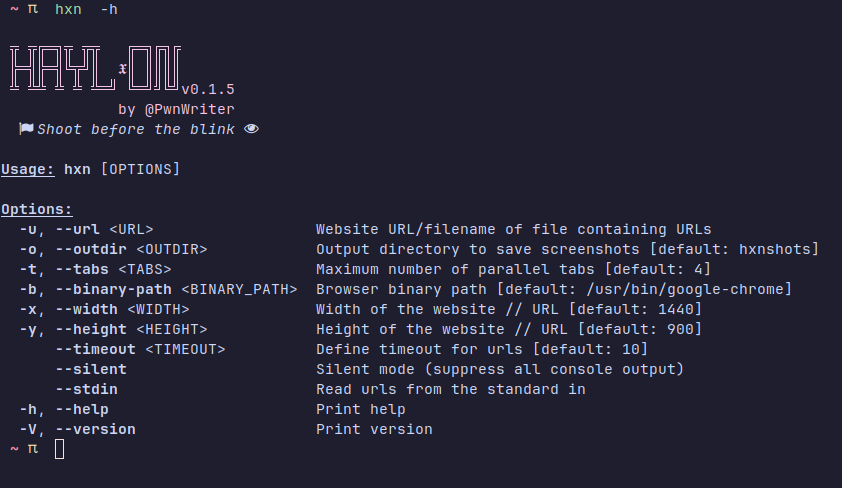 ~ π hxn -h
HAYLxON v0.1.5
by @PwnWriter
Shoot before the blink
Usage: hxn [OPTIONS]
Options:
-u, --url <URL> Website URL/filename of file containing URLs
-o, --outdir <OUTDIR> Output directory to save screenshots [default: hxnshots]
-t, --tabs <TABS> Maximum number of parallel tabs [default: 4]
-b, --binary-path <BINARY_PATH> Browser binary path [default: /usr/bin/google-chrome]
-x, --width <WIDTH> Width of the website // URL [default: 1440]
-y, --height <HEIGHT> Height of the website // URL [default: 900]
--timeout <TIMEOUT> Define timeout for urls [default: 10]
--silent Silent mode (suppress all console output)
--stdin Read urls from the standard in
-h, --help Print help
-V, --version Print version
~ π